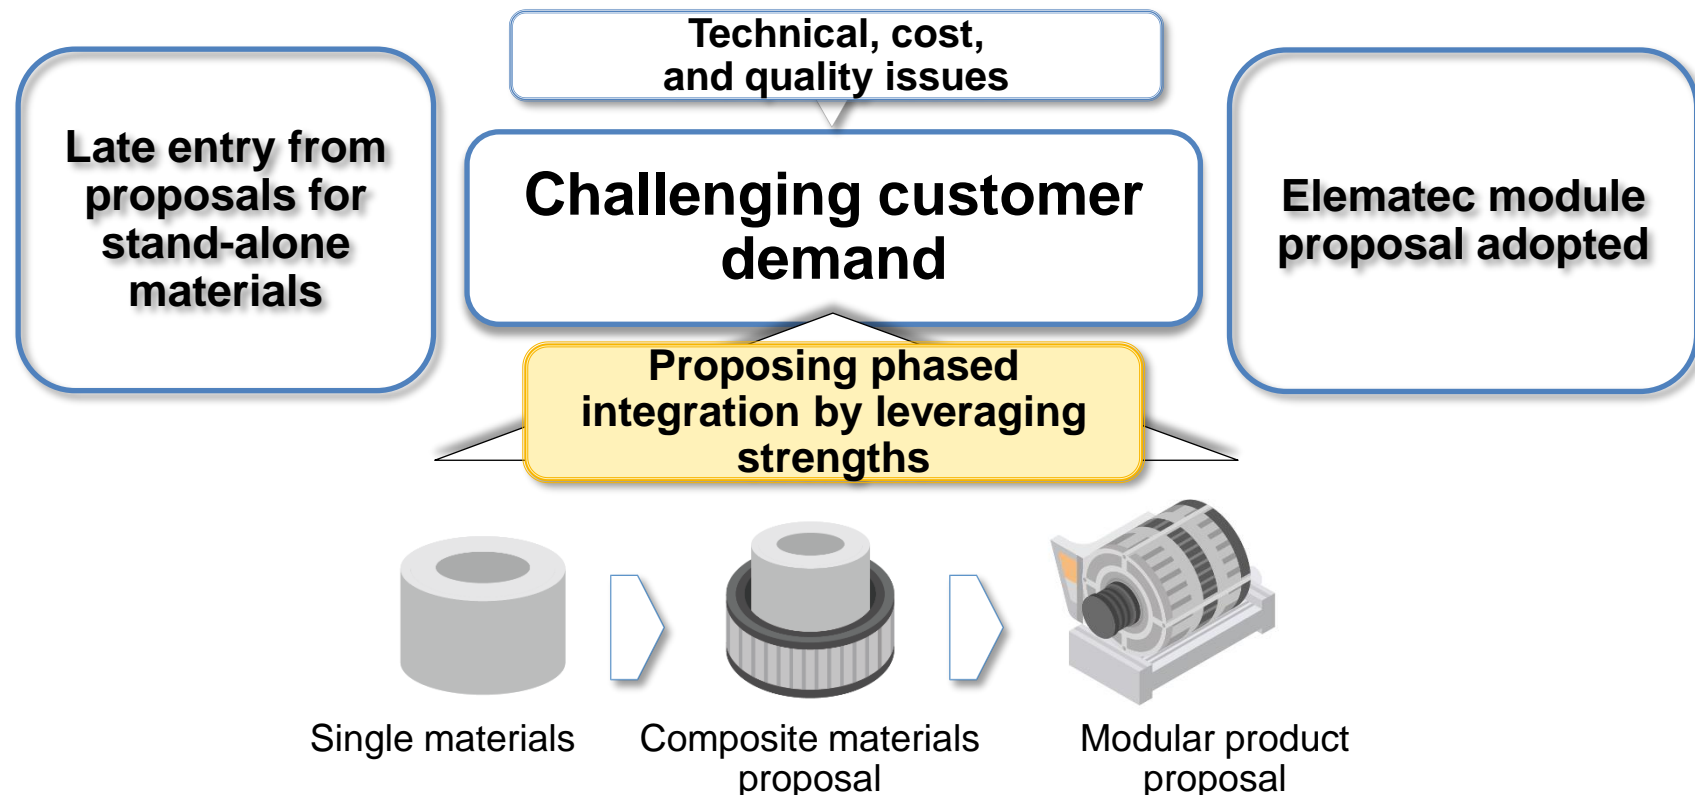 Technical, cost,
and quality issues
Late entry from
proposals for
stand-alone
materials
Challenging customer
demand
Elematec module
proposal adopted
Proposing phased
integration by leveraging
strengths
Single materials
Composite materials
proposal
Modular product
proposal